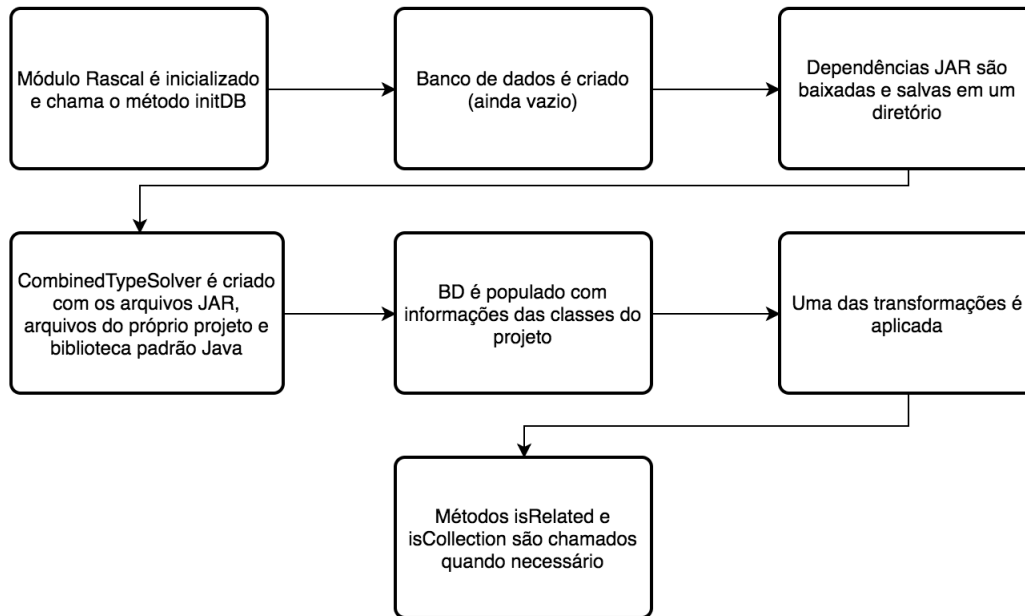 Módulo Rascal é inicializado
e chama o método initDB
Banco de dados é criado
(ainda vazio)
Dependências JAR são
baixadas e salvas em um
diretório
CombinedTypeSolver é criado
com os arquivos JAR,
arquivos do próprio projeto e
biblioteca padrão Java
BD é populado com
informações das classes do
projeto
Uma das transformações é
aplicada
Métodos isRelated e
isCollection são chamados
quando necessário